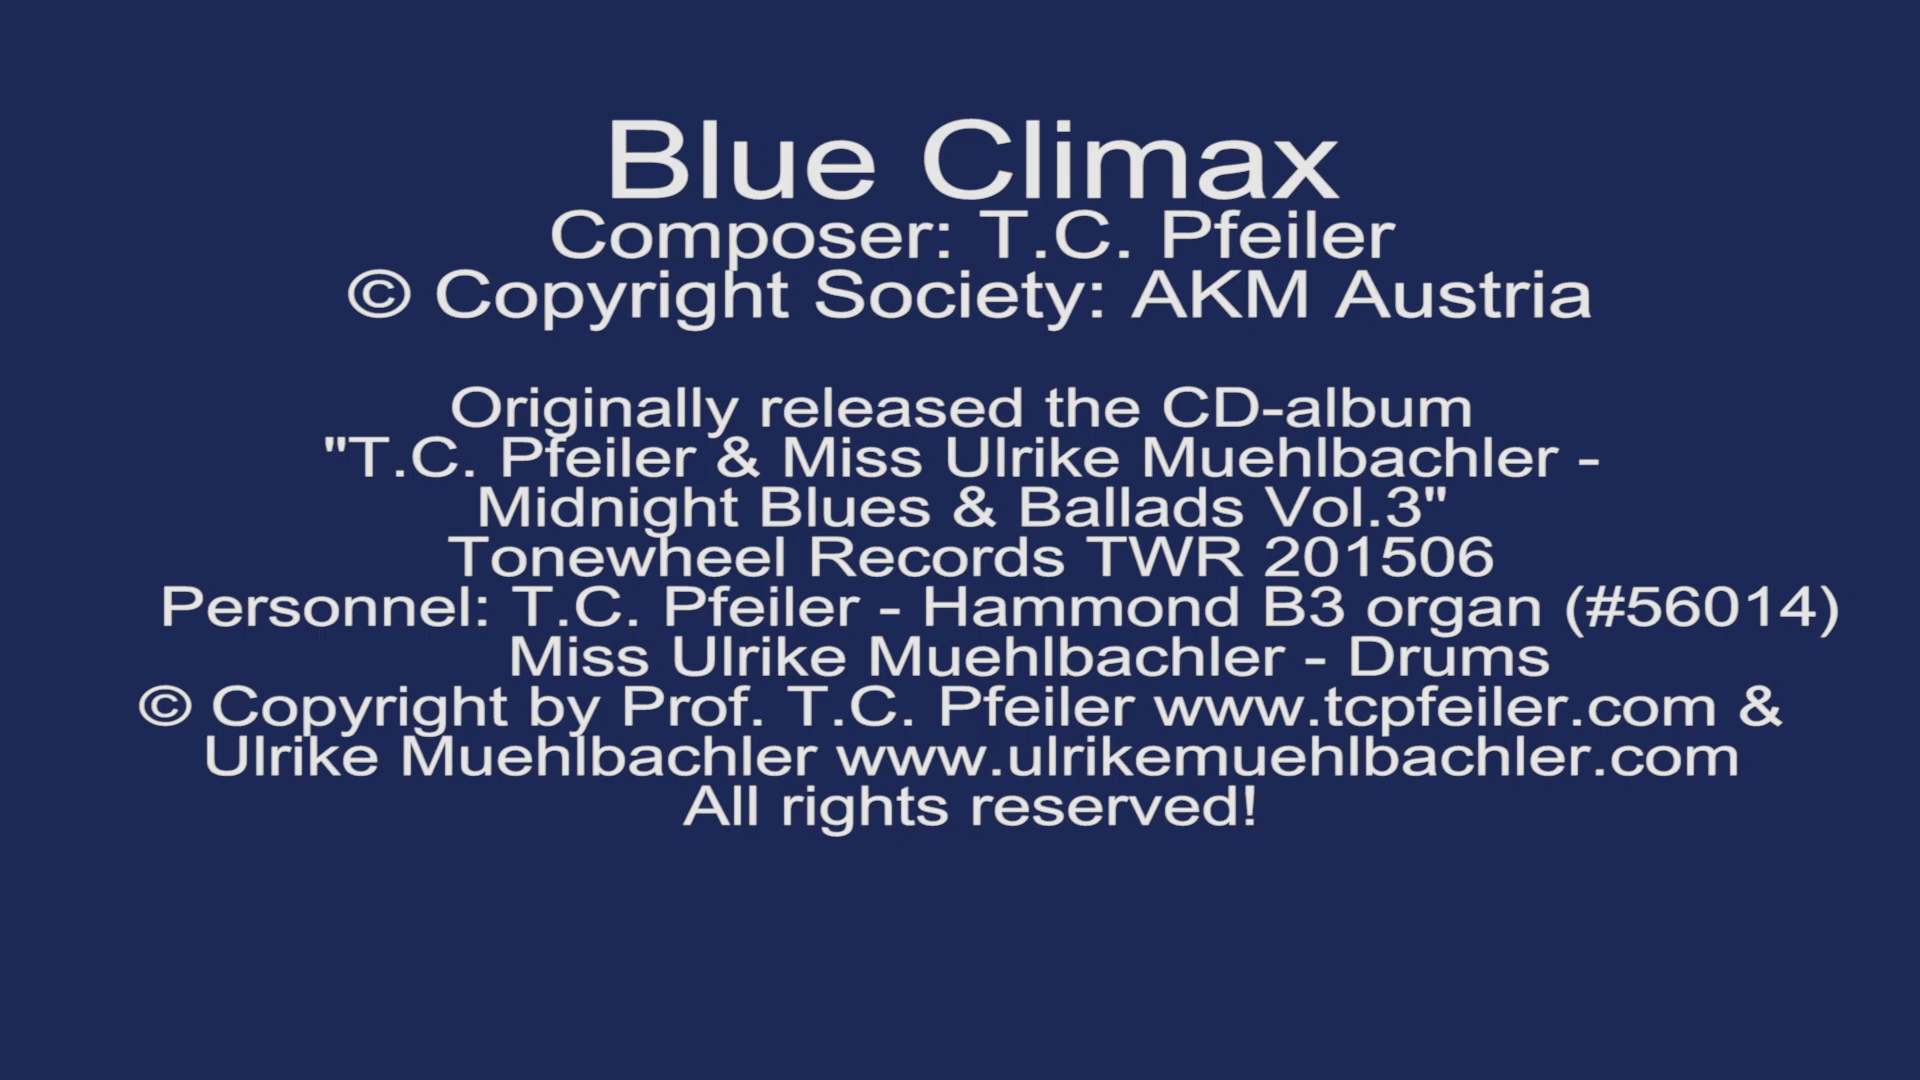 Blue Climax
Composer: T.C. Pfeiler
© Copyright Society: AKM Austria
Originally released the CD-album
"T.C. Pfeiler & Miss Ulrike Muehlbachler -
Midnight Blues & Ballads Vol.3"
Tonewheel Records TWR 201506
Personnel: T.C. Pfeiler - Hammond B3 organ (#56014)
Miss Ulrike Muehlbachler - Drums
© Copyright by Prof. T.C. Pfeiler www.tcpfeiler.com &
Ulrike Muehlbachler www.ulrikemuehlbachler.com
All rights reserved!